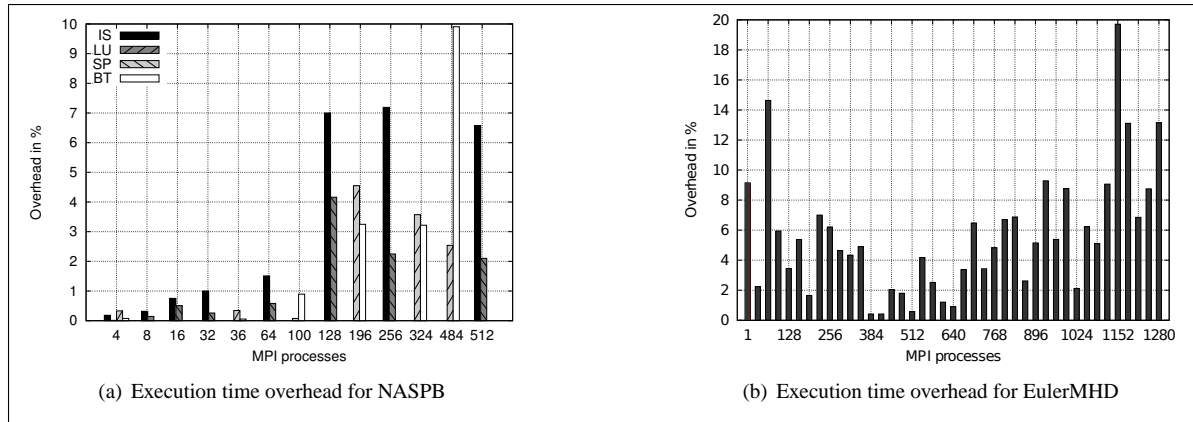 10
9
8
7
6
5
4
3
2
1
0
Overhead in %
IS
LU
SP
BT
4 8 16 32 36 64 100 128 196 256 324 484 512
MPI processes
(a) Execution time overhead for NASPB
20
18
16
14
12
10
8
6
4
2
0
Overhead in %
1 128 256 384 512 640 768 896 1024 1152 1280
MPI processes
(b) Execution time overhead for EulerMHD